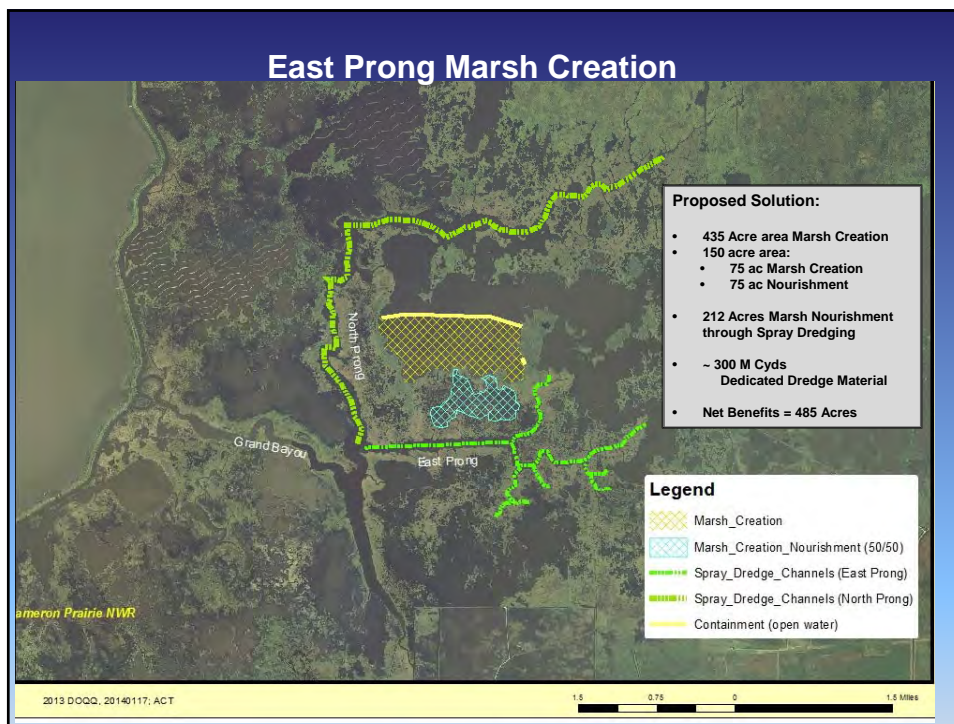 East Prong Marsh Creation
Proposed Solution:
• 435 Acre area Marsh Creation
• 150 acre area:
• 75 ac Marsh Creation
• 75 ac Nourishment
• 212 Acres Marsh Nourishment
through Spray Dredging
• ~ 300 M Cyds
Dedicated Dredge Material
• Net Benefits = 485 Acres
North Prong
Grand Bayou
East Prong
ameron Prairie NWR
Legend
Marsh_Creation
Marsh_Creation_Nourishment (50/50)
Spray_Dredge_Channels (East Prong)
Spray_Dredge_Channels (North Prong)
Containment (open water)
2013 DOQQ, 20140117; ACT
1.5 0.75 0 1.5 Miles